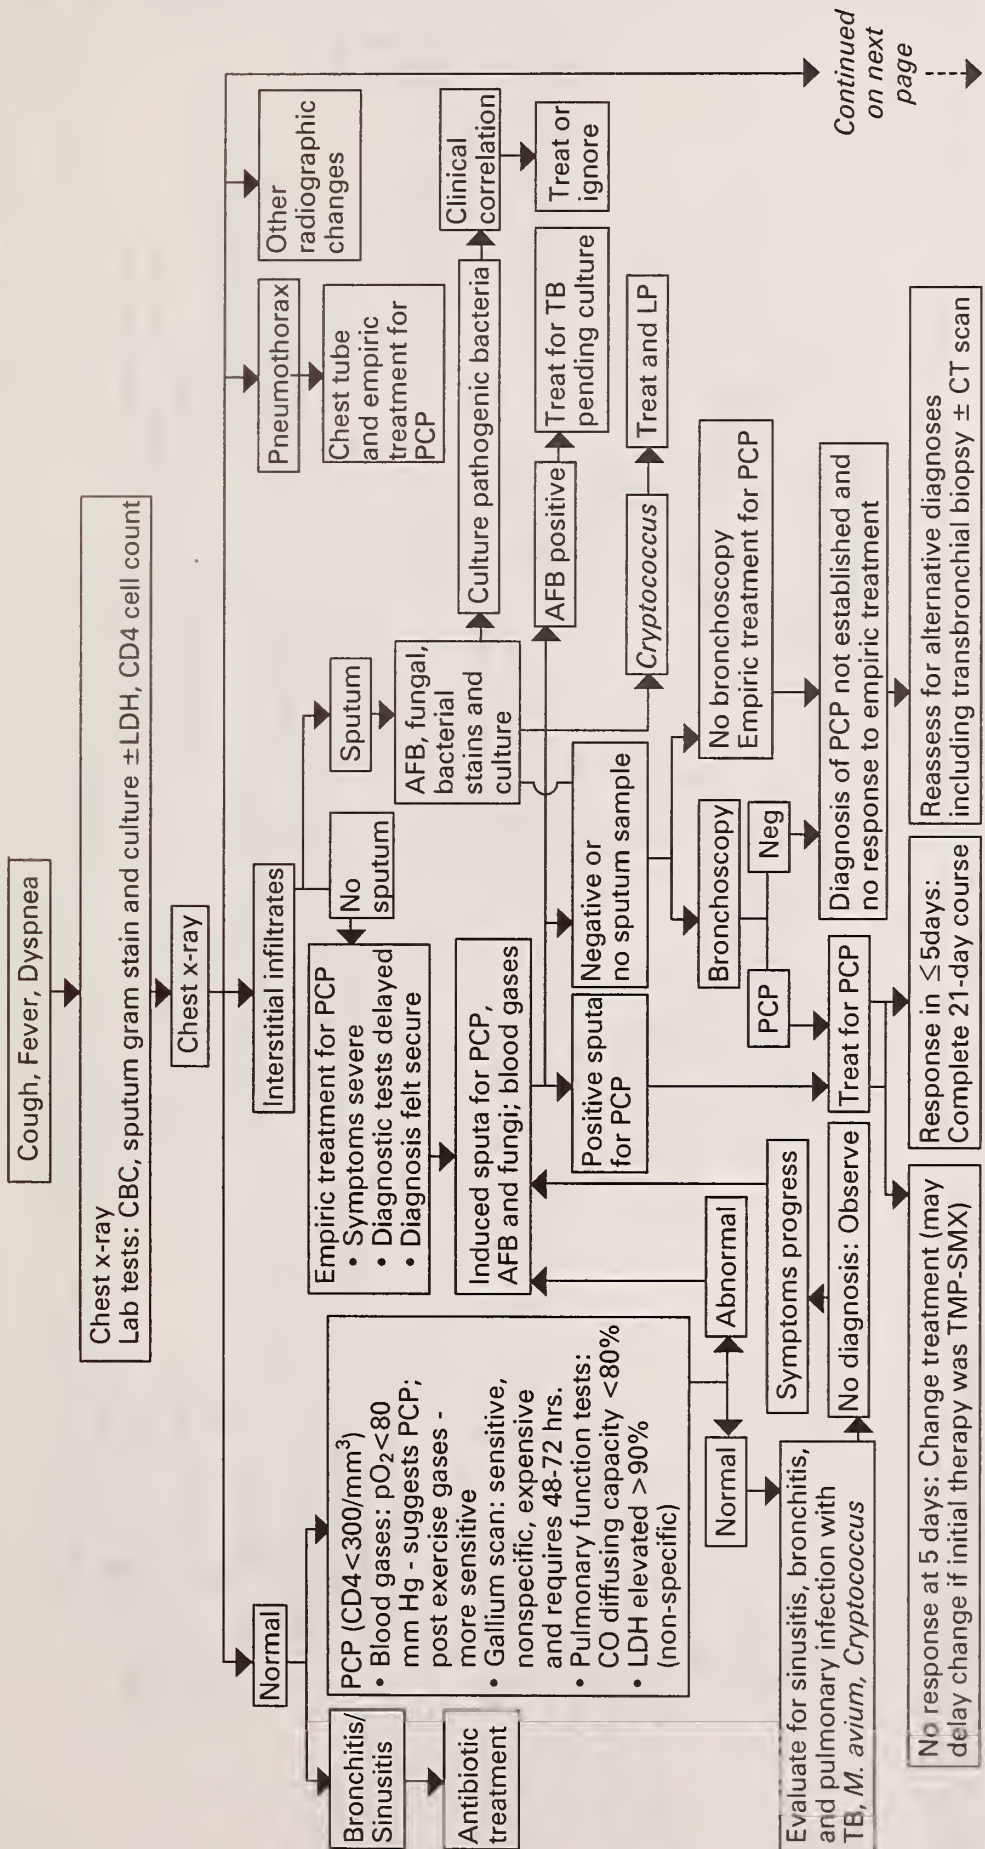 Cough, Fever, Dyspnea
Chest x-ray
Lab tests: CBC, sputum gram stain and culture ±LDH, CD4 cell count
Chest x-ray
Normal
Interstitial infiltrates
Pneumothorax
Other
radiographic
changes
Bronchitis/
Sinusitis
Antibiotic
treatment
PCP (CD4<300/mm³)
• Blood gases: pO₂<80
mm Hg - suggests PCP;
post exercise gases -
more sensitive
• Gallium scan: sensitive,
nonspecific, expensive
and requires 48-72 hrs.
• Pulmonary function tests:
CO diffusing capacity <80%
• LDH elevated >90%
(non-specific)
Normal
Abnormal
Evaluate for sinusitis, bronchitis,
and pulmonary infection with
TB, M. avium, Cryptococcus
No diagnosis: Observe
Symptoms progress
No sputum
Sputum
Empiric treatment for PCP
• Symptoms severe
• Diagnostic tests delayed
• Diagnosis felt secure
Induced sputa for PCP,
AFB and fungi; blood gases
Positive sputa
for PCP
Negative or
no sputum sample
AFB, fungal,
bacterial
stains and
culture
Chest tube
and empiric
treatment for
PCP
Culture pathogenic bacteria
Clinical
correlation
Treat or
ignore
AFB positive
Treat for TB
pending culture
Cryptococcus
Treat and LP
Bronchoscopy
PCP
Neg
No bronchoscopy
Empiric treatment for PCP
Treat for PCP
Diagnosis of PCP not established and
no response to empiric treatment
No response at 5 days: Change treatment (may
delay change if initial therapy was TMP-SMX)
Response in ≤5days:
Complete 21-day course
Reassess for alternative diagnoses
including transbronchial biopsy ± CT scan
Continued
on next
page